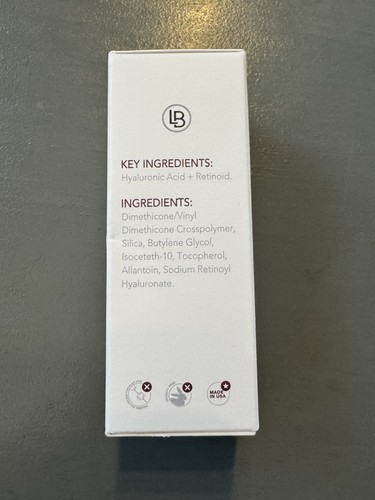 LB
KEY INGREDIENTS:
Hyaluronic Acid + Retinoid.
INGREDIENTS:
Dimethicone/Vinyl
Dimethicone Crosspolymer,
Silica, Butylene Glycol,
Isoceteth-10, Tocopherol,
Allantoin, Sodium Retinoyl
Hyaluronate.
MADE
IN USA